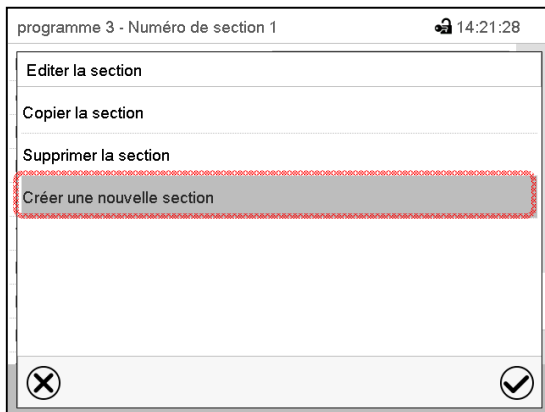 programme 3 - Numéro de section 1 14:21:28
Editer la section
Copier la section
Supprimer la section
Créer une nouvelle section